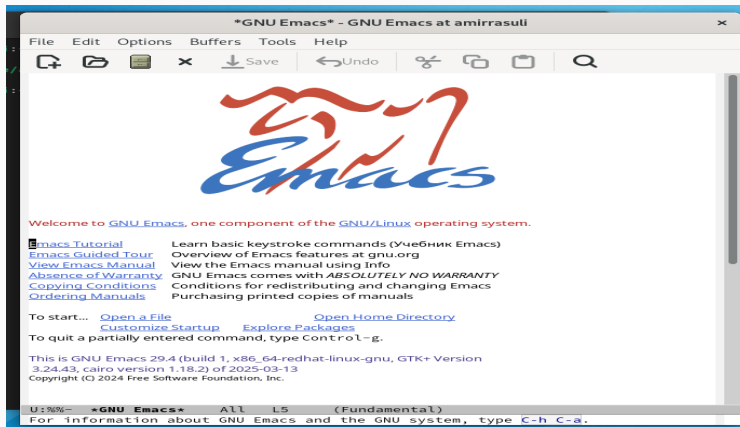 *GNU Emacs* - GNU Emacs at amirrasuli
File Edit Options Buffers Tools Help
Save Undo
Emacs
Welcome to GNU Emacs, one component of the GNU/Linux operating system.
Emacs Tutorial Learn basic keystroke commands (Учебник Emacs)
Emacs Guided Tour Overview of Emacs features at gnu.org
View Emacs Manual View the Emacs manual using Info
Absence of Warranty GNU Emacs comes with ABSOLUTELY NO WARRANTY
Copying Conditions Conditions for redistributing and changing Emacs
Ordering Manuals Purchasing printed copies of manuals
To start... Open a File Open Home Directory
Customize Startup Explore Packages
To quit a partially entered command, type Control-g.
This is GNU Emacs 29.4 (build 1, x86_64-redhat-linux-gnu, GTK+ Version
3.24.43, cairo version 1.18.2) of 2025-03-13
Copyright (C) 2024 Free Software Foundation, Inc.
U:%%- *GNU Emacs* All L5 (Fundamental)
For information about GNU Emacs and the GNU system, type C-h C-a.